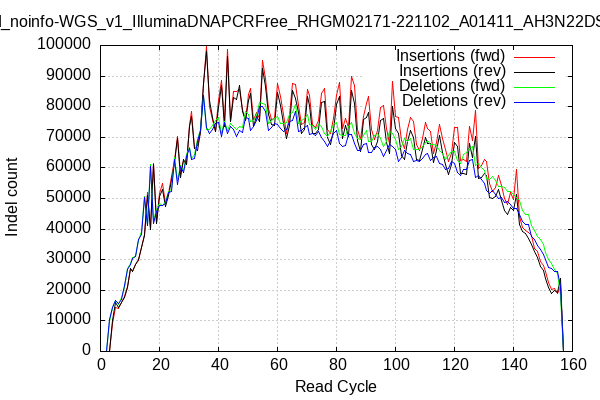 _noinfo-WGS_v1_IlluminaDNAPCRFree_RHGM02171-221102_A01411_AH3N22DS
Insertions (fwd)
Insertions (rev)
Deletions (fwd)
Deletions (rev)
100000
90000
80000
70000
60000
50000
40000
30000
20000
10000
0
Indel count
0 20 40 60 80 100 120 140 160
Read Cycle